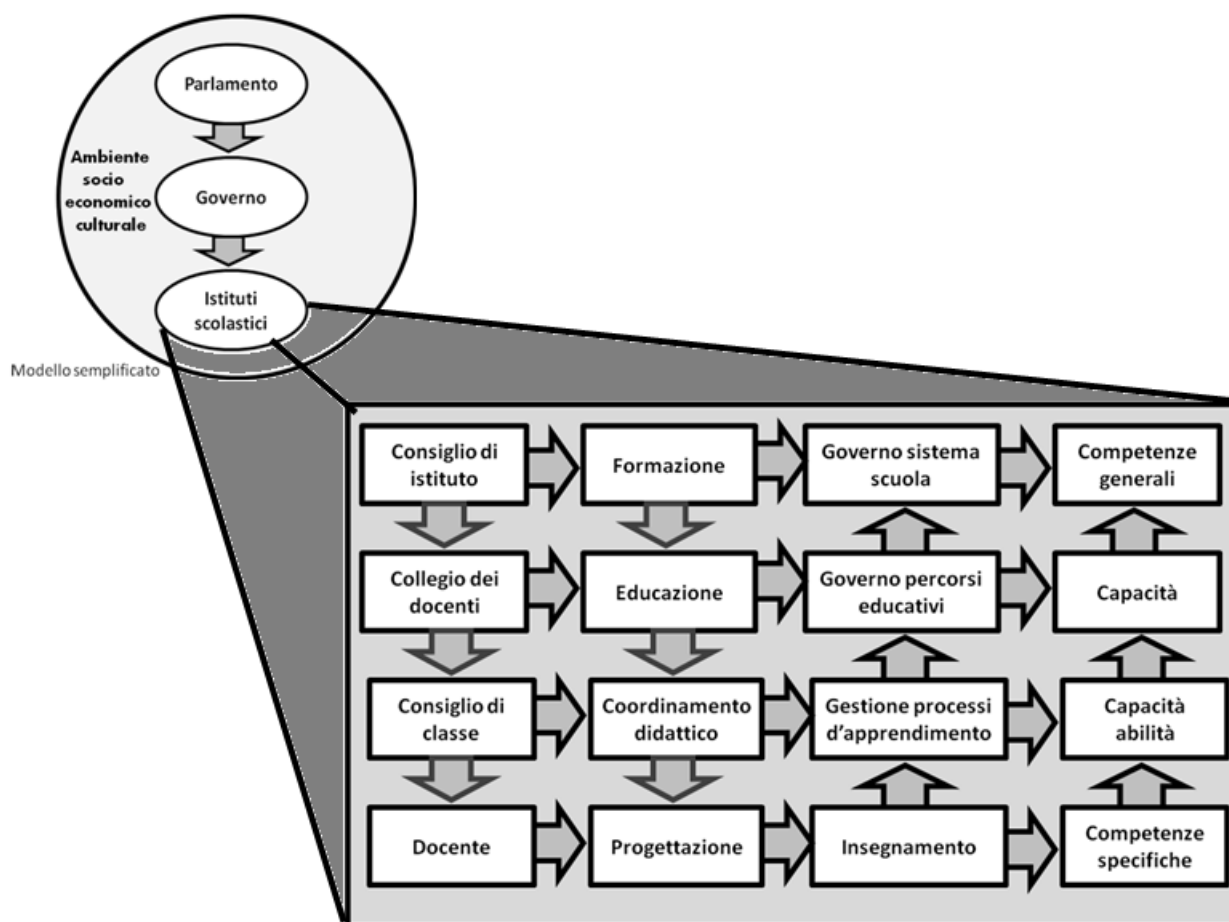 Parlamento
Ambiente
socio
economico
culturale
Governo
Istituti
scolastici
Modello semplificato
Consiglio di
istituto
Formazione
Governo sistema
scuola
Competenze
generali
Collegio dei
docenti
Educazione
Governo percorsi
educativi
Capacità
Consiglio di
classe
Coordinamento
didattico
Gestione processi
d'apprendimento
Capacità
abilità
Docente
Progettazione
Insegnamento
Competenze
specifiche